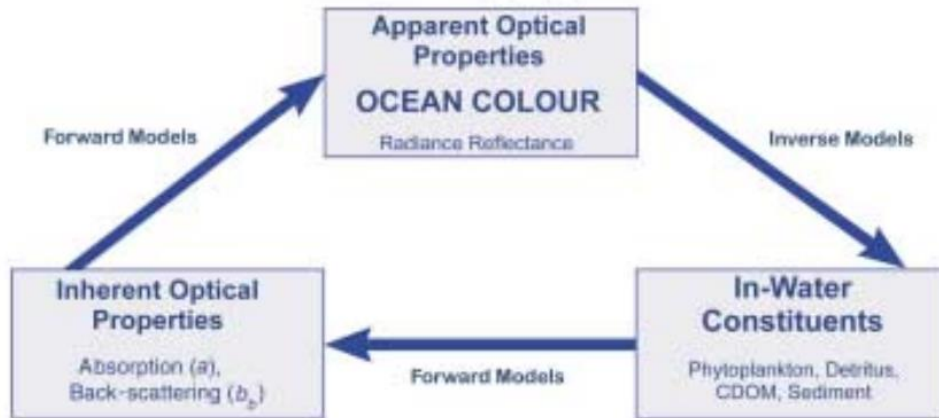 Apparent Optical
Properties
OCEAN COLOUR
Radiance Reflectance
Forward Models
Inverse Models
Inherent Optical
Properties
Absorption (a),
Back-scattering (b_b)
Forward Models
In-Water
Constituents
Phytoplankton, Detritus,
CDOM, Sediment